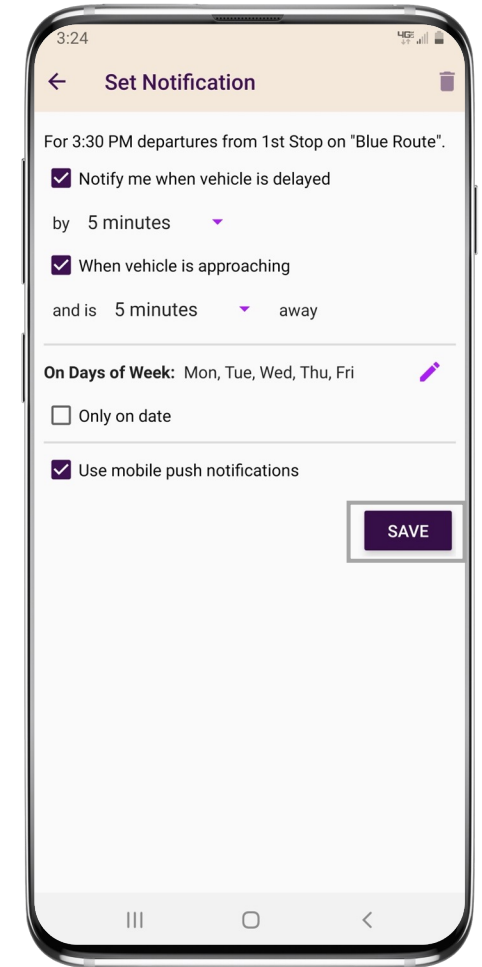 3:24
4GE
Set Notification
For 3:30 PM departures from 1st Stop on "Blue Route".
Notify me when vehicle is delayed
by 5 minutes
When vehicle is approaching
and is 5 minutes away
On Days of Week: Mon, Tue, Wed, Thu, Fri
Only on date
Use mobile push notifications
SAVE